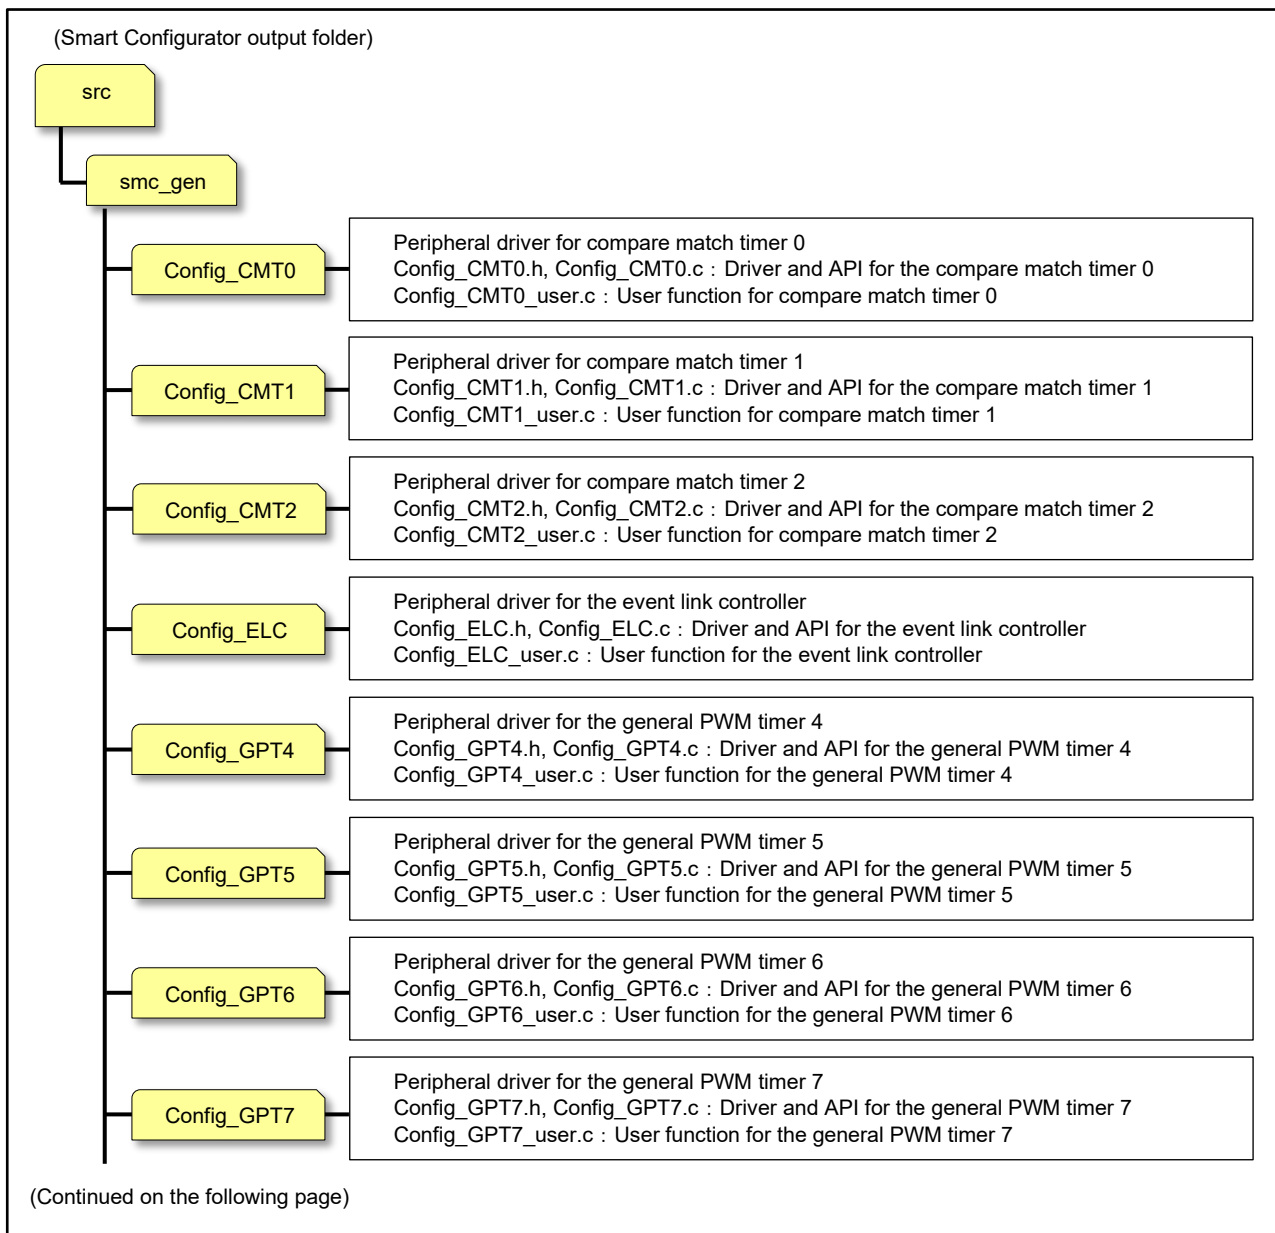 (Smart Configurator output folder)
src
smc_gen
Config_CMT0
Peripheral driver for compare match timer 0
Config_CMT0.h, Config_CMT0.c : Driver and API for the compare match timer 0
Config_CMT0_user.c : User function for compare match timer 0
Config_CMT1
Peripheral driver for compare match timer 1
Config_CMT1.h, Config_CMT1.c : Driver and API for the compare match timer 1
Config_CMT1_user.c : User function for compare match timer 1
Config_CMT2
Peripheral driver for compare match timer 2
Config_CMT2.h, Config_CMT2.c : Driver and API for the compare match timer 2
Config_CMT2_user.c : User function for compare match timer 2
Config_ELC
Peripheral driver for the event link controller
Config_ELC.h, Config_ELC.c : Driver and API for the event link controller
Config_ELC_user.c : User function for the event link controller
Config_GPT4
Peripheral driver for the general PWM timer 4
Config_GPT4.h, Config_GPT4.c : Driver and API for the general PWM timer 4
Config_GPT4_user.c : User function for the general PWM timer 4
Config_GPT5
Peripheral driver for the general PWM timer 5
Config_GPT5.h, Config_GPT5.c : Driver and API for the general PWM timer 5
Config_GPT5_user.c : User function for the general PWM timer 5
Config_GPT6
Peripheral driver for the general PWM timer 6
Config_GPT6.h, Config_GPT6.c : Driver and API for the general PWM timer 6
Config_GPT6_user.c : User function for the general PWM timer 6
Config_GPT7
Peripheral driver for the general PWM timer 7
Config_GPT7.h, Config_GPT7.c : Driver and API for the general PWM timer 7
Config_GPT7_user.c : User function for the general PWM timer 7
(Continued on the following page)